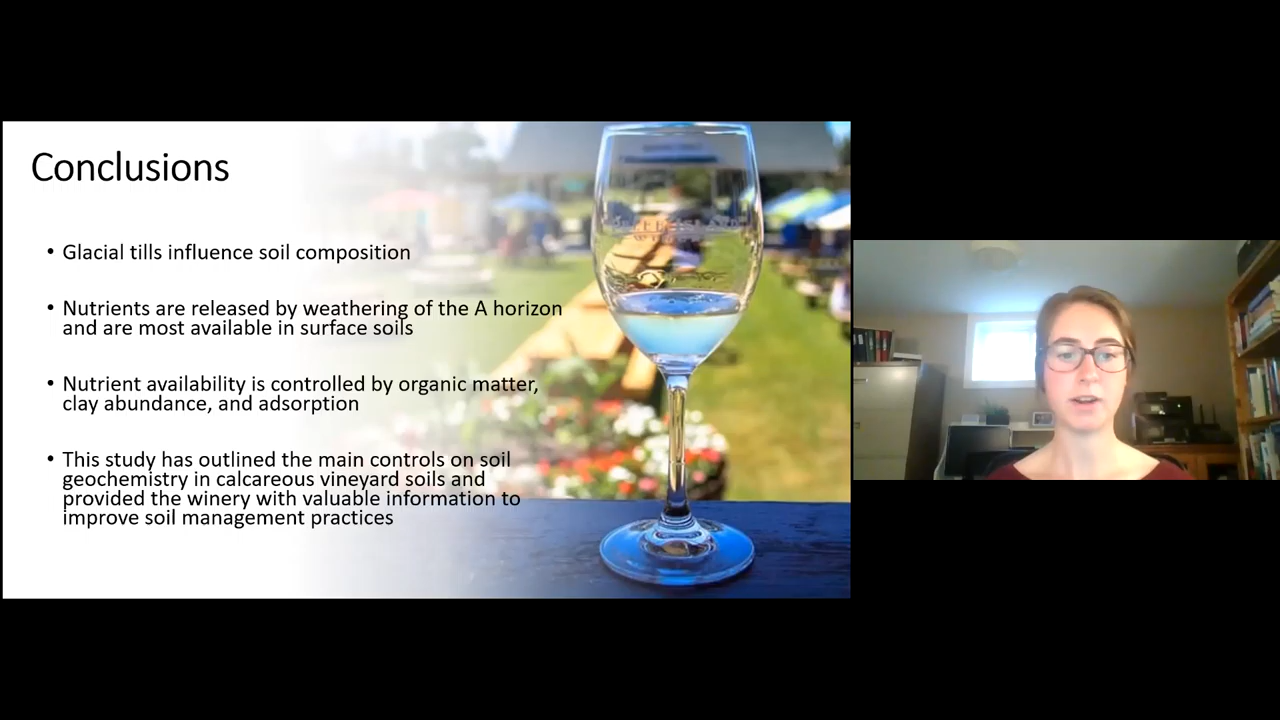 Conclusions
• Glacial tills influence soil composition
• Nutrients are released by weathering of the A horizon
and are most available in surface soils
• Nutrient availability is controlled by organic matter,
clay abundance, and adsorption
• This study has outlined the main controls on soil
geochemistry in calcareous vineyard soils and
provided the winery with valuable information to
improve soil management practices